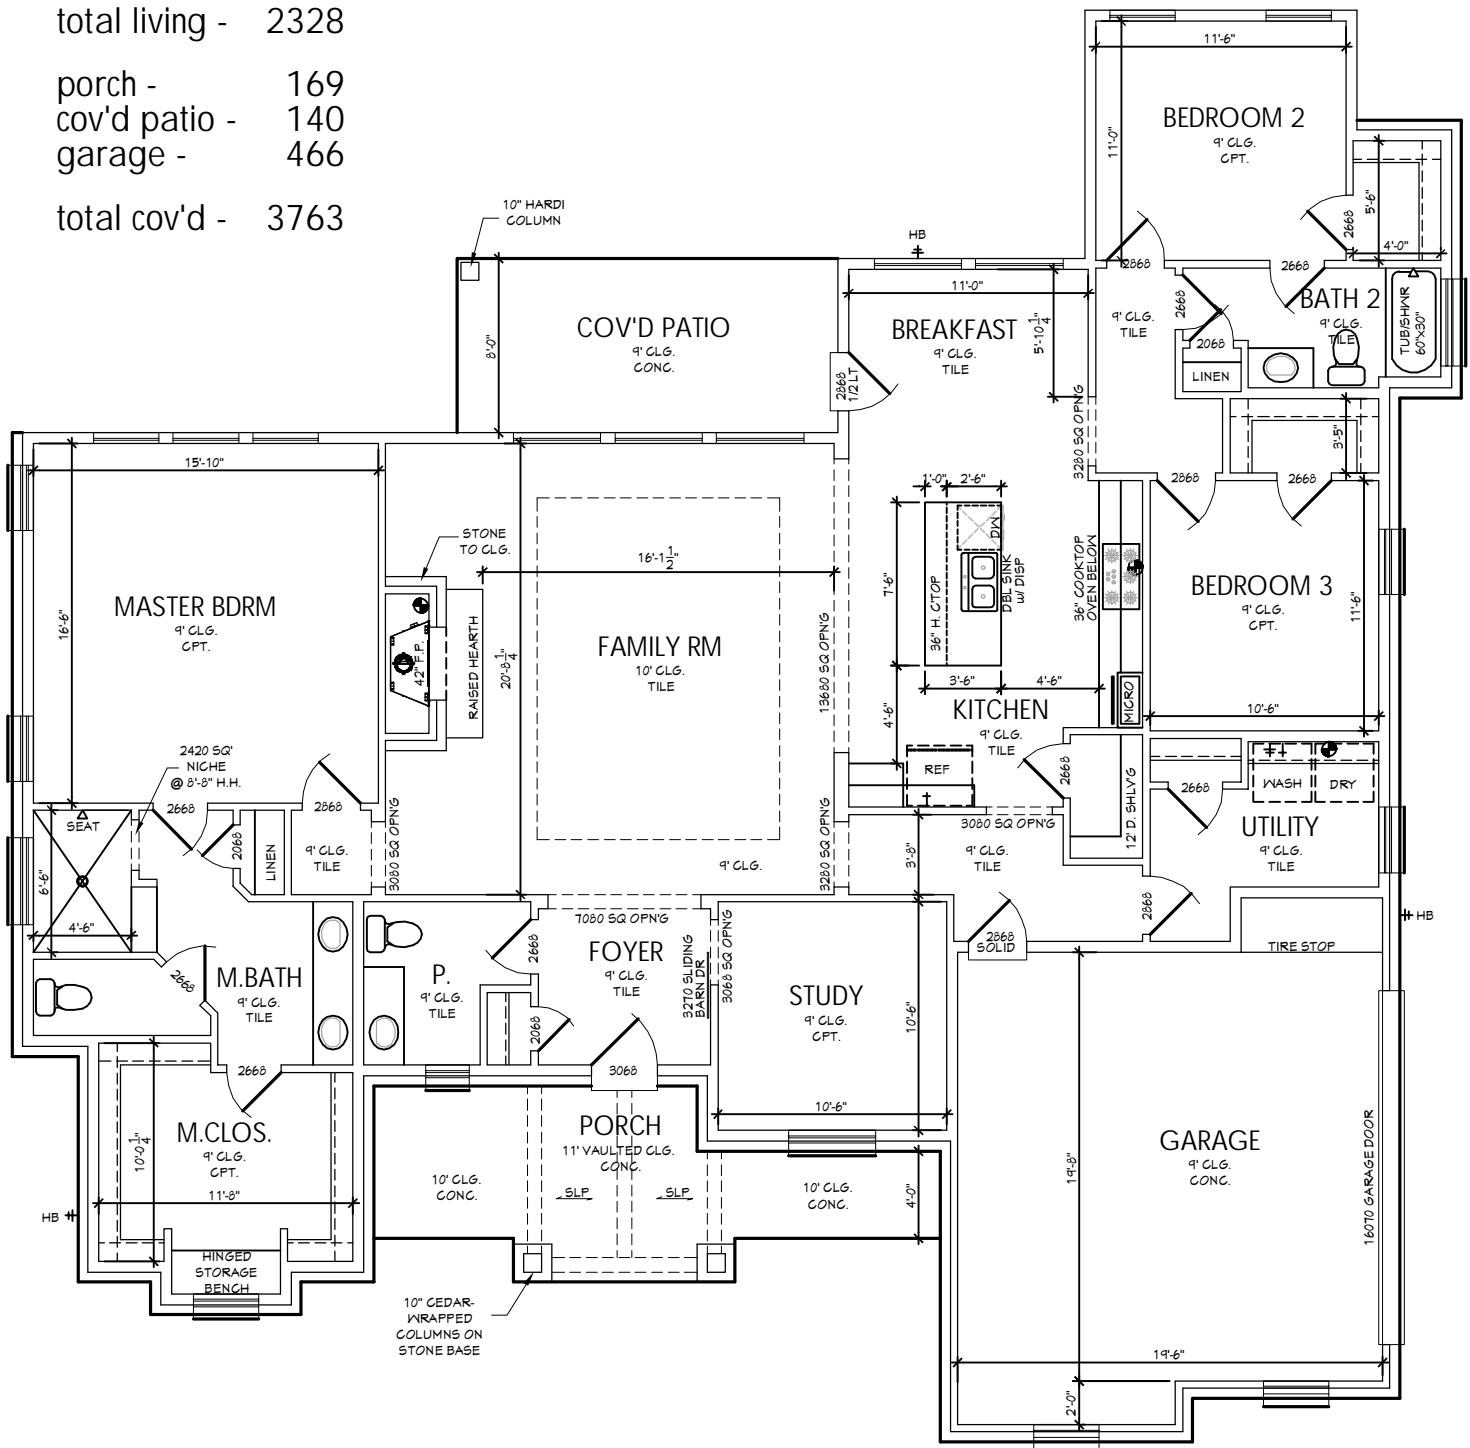 total living - 2328
porch - 169
cov'd patio - 140
garage - 466
total cov'd - 3763
11'-6"
BEDROOM 2
9' CLG.
CPT.
11'-0"
5'-6"
4'-0"
2668
2868
2668
10" HARDI
COLUMN
HB
11'-0"
COV'D PATIO
9' CLG.
CONC.
8'-0"
BREAKFAST
9' CLG.
TILE
5'-10 1/4"
2868
1/2 LT
3280 SQ OPN'G
9' CLG.
TILE
2668
2068
LINEN
BATH 2
9' CLG.
TILE
TUB/SHWR
60"x30"
3'-5"
2868
2668
15'-10"
MASTER BDRM
9' CLG.
CPT.
16'-6"
STONE
TO CLG.
42" F.P.
RAISED HEARTH
16'-1 1/2"
FAMILY RM
10' CLG.
TILE
20'-8 1/4"
9' CLG.
13680 SQ OPN'G
1'-0"
2'-6"
7'-6"
36" H. C'TOP
DW
DBL SINK
W/ DISP
36" COOKTOP
OVEN BELOW
3'-6"
4'-6"
4'-6"
KITCHEN
9' CLG.
TILE
MICRO
REF
BEDROOM 3
9' CLG.
CPT.
11'-6"
10'-6"
2420 SQ'
NICHE
@ 8'-8" H.H.
SEAT
2668
2868
2068
LINEN
9' CLG.
TILE
3080 SQ OPN'G
3280 SQ OPN'G
3080 SQ OPN'G
9' CLG.
TILE
3'-8"
2668
12' D. SHLV'G
2668
WASH
DRY
UTILITY
9' CLG.
TILE
2868
HB
6'-6"
4'-6"
2668
M.BATH
9' CLG.
TILE
2668
P.
9' CLG.
TILE
2668
2068
7080 SQ OPN'G
FOYER
9' CLG.
TILE
3270 SLIDING
BARN DR
3068 SQ OPN'G
3068
STUDY
9' CLG.
CPT.
10'-6"
10'-6"
2868
SOLID
TIRE STOP
M.CLOS.
9' CLG.
CPT.
10'-0 1/4"
11'-8"
HB
HINGED
STORAGE
BENCH
PORCH
11' VAULTED CLG.
CONC.
10' CLG.
CONC.
SLP
SLP
10' CLG.
CONC.
4'-0"
10" CEDAR-
WRAPPED
COLUMNS ON
STONE BASE
GARAGE
9' CLG.
CONC.
19'-8"
16070 GARAGE DOOR
19'-6"
2'-0"